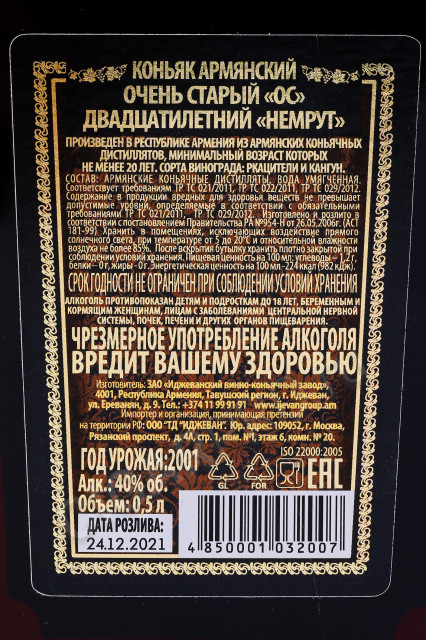 КОНЬЯК АРМЯНСКИЙ
ОЧЕНЬ СТАРЫЙ «ОС»
ДВАДЦАТИЛЕТНИЙ «НЕМРУТ»
ПРОИЗВЕДЕН В РЕСПУБЛИКЕ АРМЕНИЯ ИЗ АРМЯНСКИХ КОНЬЯЧНЫХ
ДИСТИЛЛЯТОВ, МИНИМАЛЬНЫЙ ВОЗРАСТ КОТОРЫХ
НЕ МЕНЕЕ 20 ЛЕТ. СОРТА ВИНОГРАДА: РКАЦИТЕЛИ И КАНГУН.
СОСТАВ: АРМЯНСКИЕ КОНЬЯЧНЫЕ ДИСТИЛЛЯТЫ, ВОДА УМЯГЧЕННАЯ.
Соответствует требованиям ТР ТС 021/2011, ТР ТС 022/2011, ТР ТС 029/2012.
Содержание в продукции вредных для здоровья веществ не превышает
допустимые уровни, определяемые в соответствии с обязательными
требованиями ТР ТС 021/2011, ТР ТС 029/2012. Изготовлено и розлито в
соответствии с постановлением Правительства РА №954-Н от 26.05.2006г. (АСТ
181-99). Хранить в помещениях, исключающих воздействие прямого
солнечного света, при температуре от 5 до 20°С и относительной влажности
воздуха не более 85%. После вскрытия бутылку хранить плотно закрытой при
соблюдении условий хранения. Пищевая ценность на 100 мл: углеводы – 1,2 г,
белки – 0 г, жиры - 0 г. Энергетическая ценность на 100 мл -224 ккал (982 кДж).
СРОК ГОДНОСТИ НЕ ОГРАНИЧЕН ПРИ СОБЛЮДЕНИИ УСЛОВИЙ ХРАНЕНИЯ
АЛКОГОЛЬ ПРОТИВОПОКАЗАН ДЕТЯМ И ПОДРОСТКАМ ДО 18 ЛЕТ, БЕРЕМЕННЫМ И
КОРМЯЩИМ ЖЕНЩИНАМ, ЛИЦАМ С ЗАБОЛЕВАНИЯМИ ЦЕНТРАЛЬНОЙ НЕРВНОЙ
СИСТЕМЫ, ПОЧЕК, ПЕЧЕНИ И ДРУГИХ ОРГАНОВ ПИЩЕВАРЕНИЯ.
ЧРЕЗМЕРНОЕ УПОТРЕБЛЕНИЕ АЛКОГОЛЯ
ВРЕДИТ ВАШЕМУ ЗДОРОВЬЮ
Изготовитель: ЗАО «Иджеванский винно-коньячный завод»,
4001, Республика Армения, Тавушский регион, г. Иджеван,
ул. Ереванян, д. 9. Тел.: +374 11 99 91 91 www.ijevangroup.am
Импортер и организация, принимающая претензии
на территории РФ: ООО "ТД "ИДЖЕВАН". Юр. адрес: 109052, г. Москва,
Рязанский проспект, д. 4А, стр. 1, пом. №1, этаж 6, комн. № 20.
ISO 22000:2005
ГОД УРОЖАЯ:2001
Алк.: 40% об.
Объем: 0,5 л
GL
FOR
EAC
ДАТА РОЗЛИВА:
24.12.2021
4 850001 032007